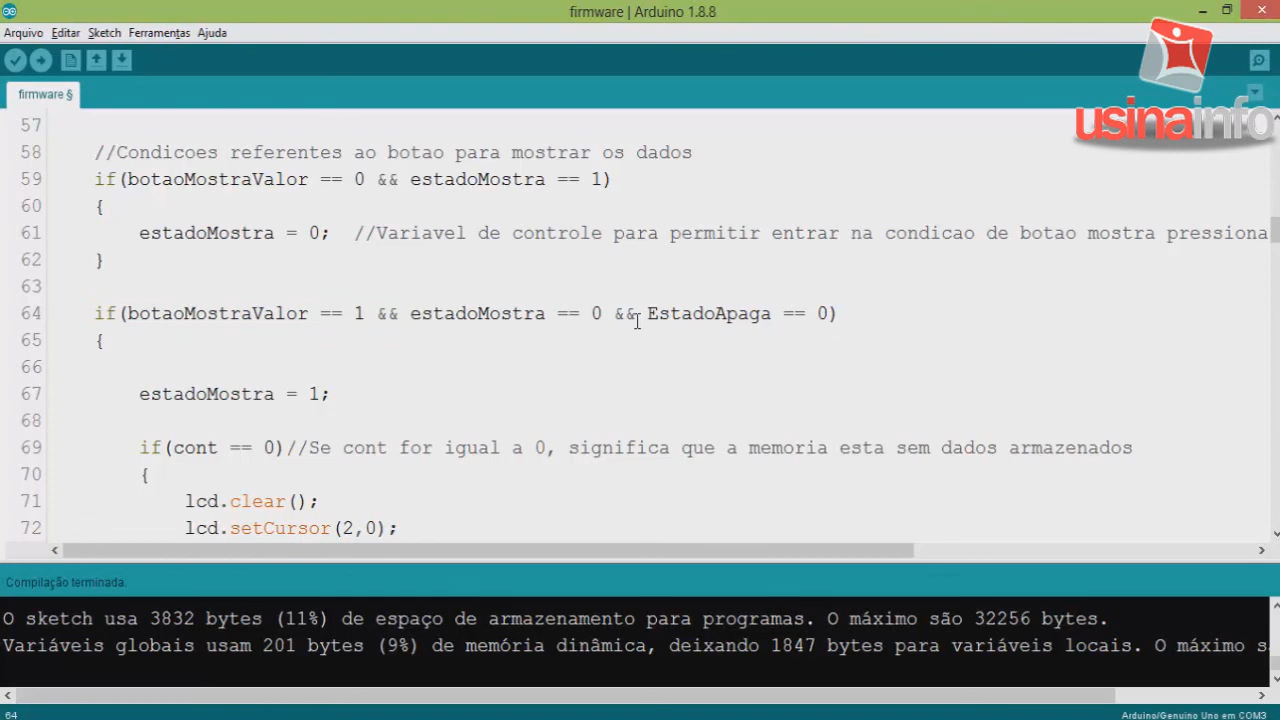 firmware | Arduino 1.8.8
Arquivo Editar Sketch Ferramentas Ajuda
usinainfo
firmware §
57
58 //Condicoes referentes ao botao para mostrar os dados
59 if(botaoMostraValor == 0 && estadoMostra == 1)
60 {
61 estadoMostra = 0; //Variavel de controle para permitir entrar na condicao de botao mostra pressiona
62 }
63
64 if(botaoMostraValor == 1 && estadoMostra == 0 && EstadoApaga == 0)
65 {
66
67 estadoMostra = 1;
68
69 if(cont == 0)//Se cont for igual a 0, significa que a memoria esta sem dados armazenados
70 {
71 lcd.clear();
72 lcd.setCursor(2,0);
Compilação terminada.
O sketch usa 3832 bytes (11%) de espaço de armazenamento para programas. O máximo são 32256 bytes.
Variáveis globais usam 201 bytes (9%) de memória dinâmica, deixando 1847 bytes para variáveis locais. O máximo s
64 Arduino/Genuino Uno em COM3